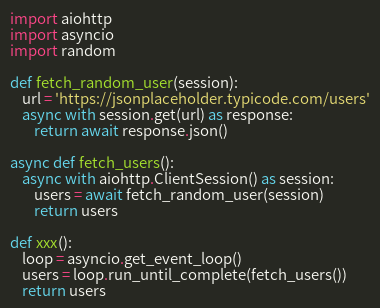 import aiohttp
import asyncio
import random

def fetch_random_user(session):
    url = 'https://jsonplaceholder.typicode.com/users'
    async with session.get(url) as response:
        return await response.json()

async def fetch_users():
    async with aiohttp.ClientSession() as session:
        users = await fetch_random_user(session)
        return users

def xxx():
    loop = asyncio.get_event_loop()
    users = loop.run_until_complete(fetch_users())
    return users